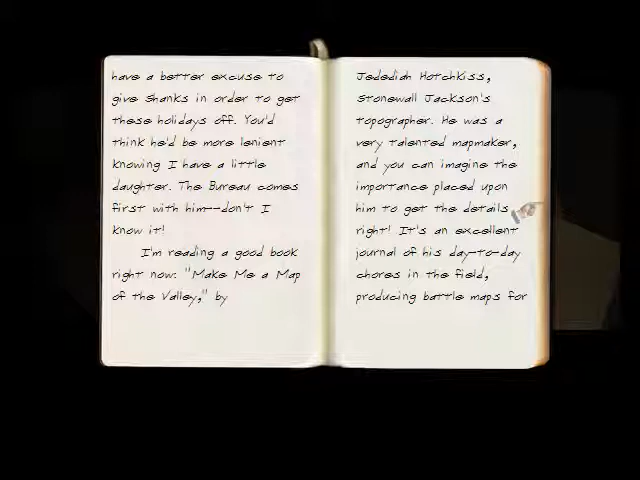 have a better excuse to
give Shanks in order to get
these holidays off. You'd
think he'd be more lenient
knowing I have a little
daughter. The Bureau comes
first with him--don't I
know it!
I'm reading a good book
right now: "Make Me a Map
of the Valley," by
Jedediah Hotchkiss,
Stonewall Jackson's
topographer. He was a
very talented mapmaker,
and you can imagine the
importance placed upon
him to get the details
right! It's an excellent
journal of his day-to-day
chores in the field,
producing battle maps for